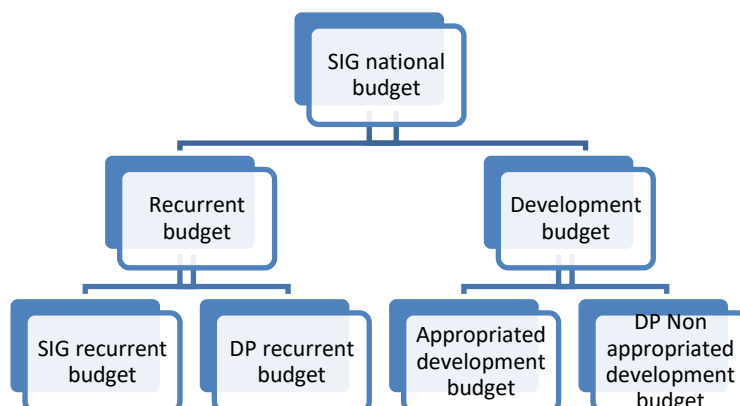 SIG national
budget
Recurrent
budget
Development
budget
SIG recurrent
budget
DP recurrent
budget
Appropriated
development
budget
DP Non
appropriated
development
budget